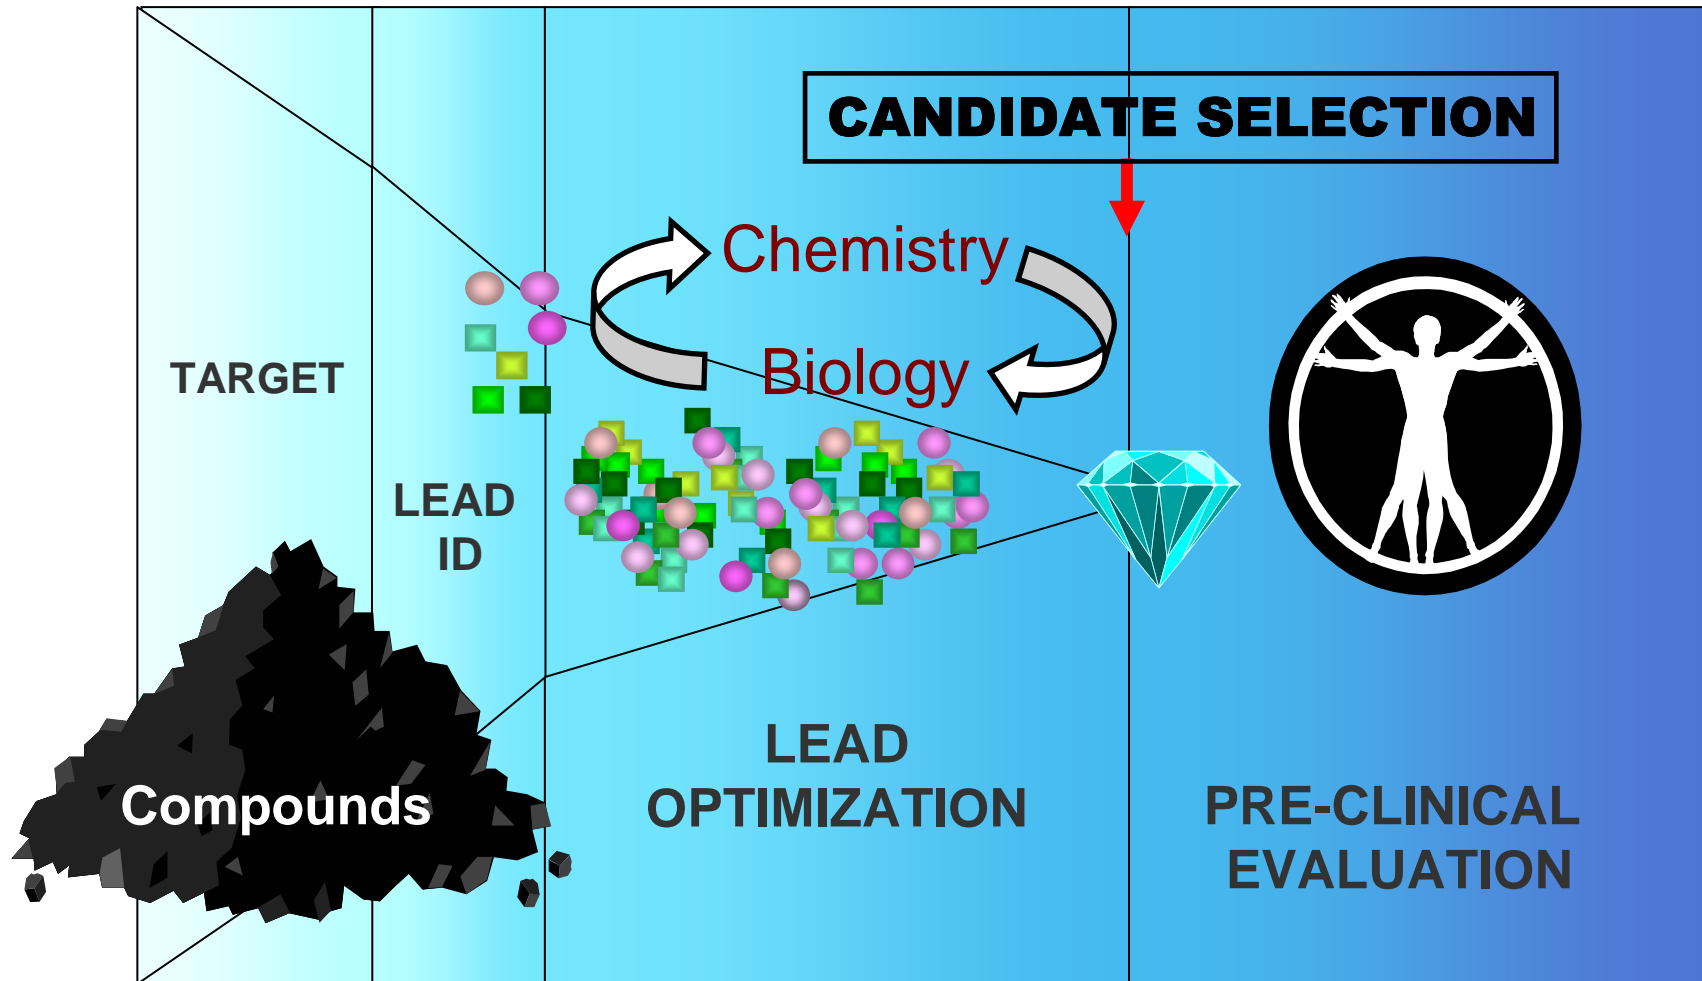 CANDIDATE SELECTION
Chemistry
Biology
TARGET
LEAD
ID
Compounds
LEAD
OPTIMIZATION
PRE-CLINICAL
EVALUATION